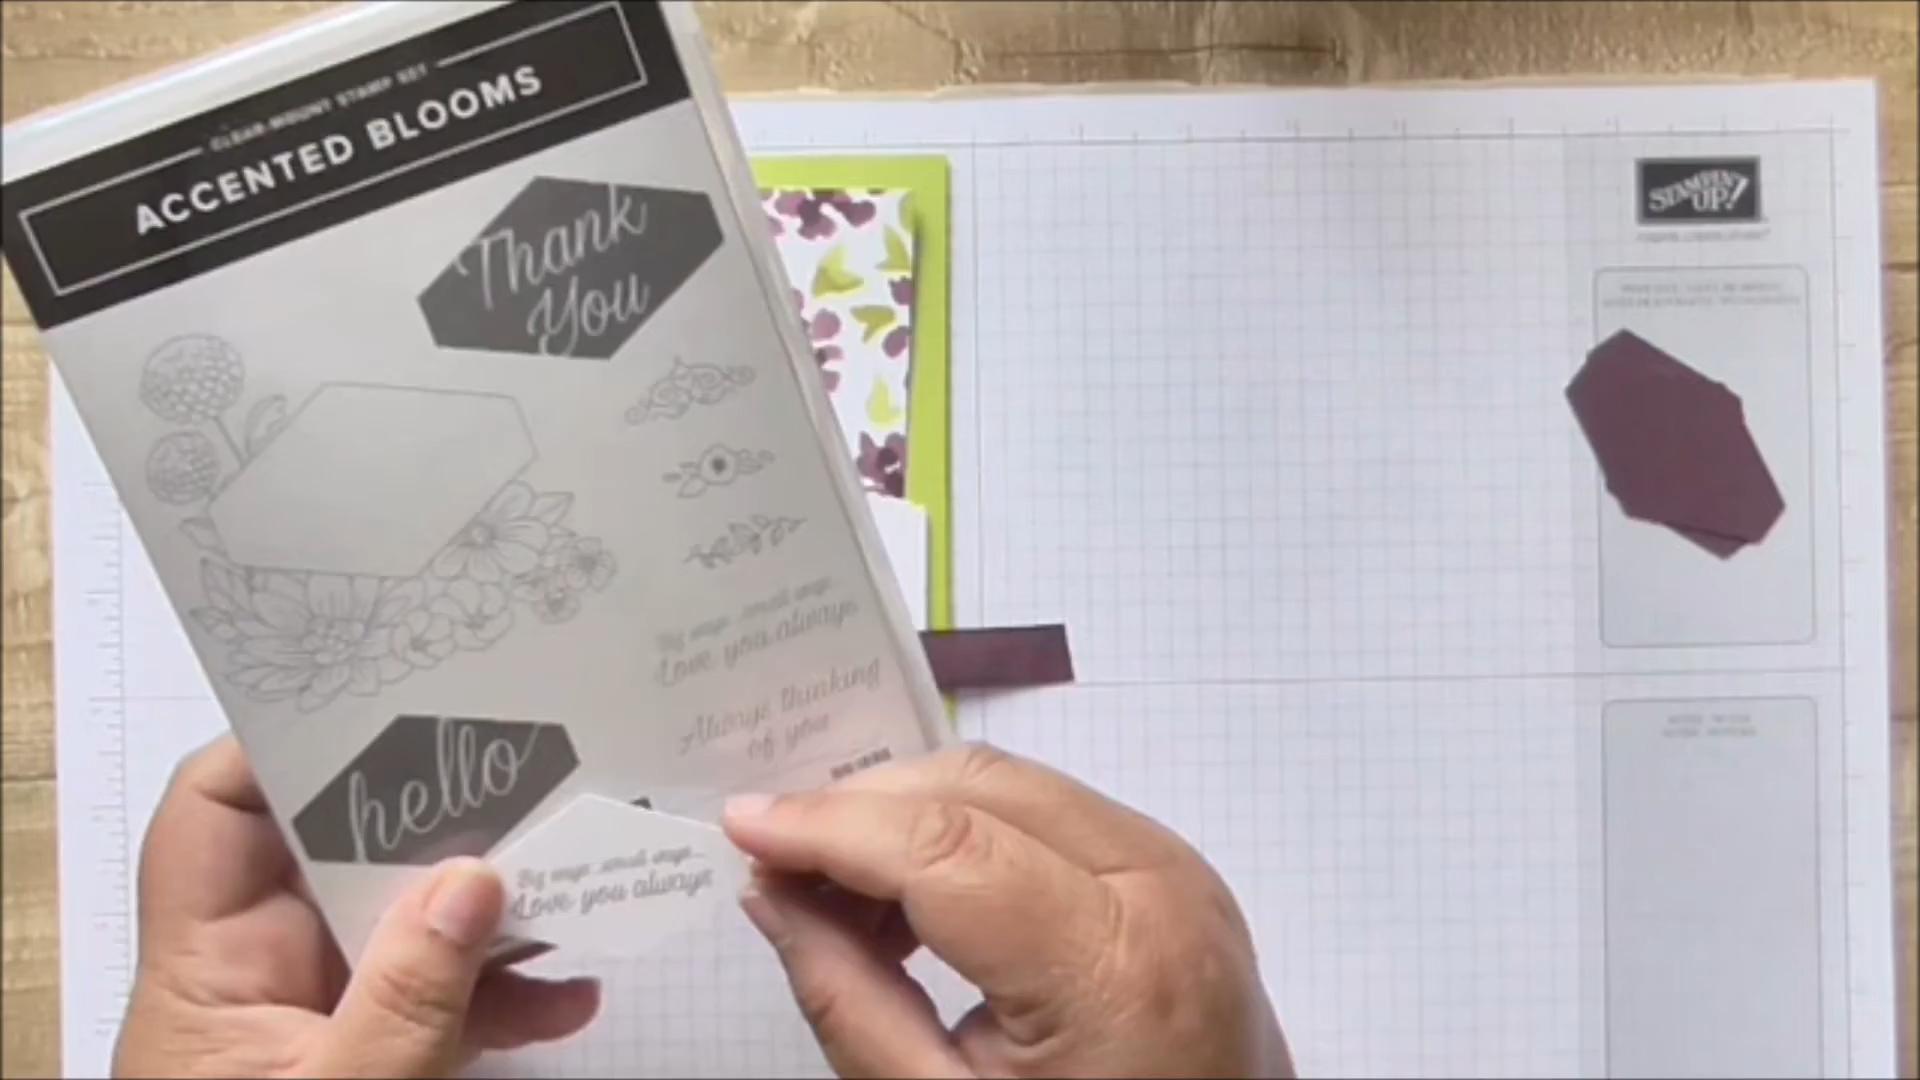 CLEAR-MOUNT STAMP SET
ACCENTED BLOOMS
Thank
You
Big ways...small ways...
Love you always
Always thinking
of you
hello
Big ways...small ways...
Love you always
STAMPIN'
UP!